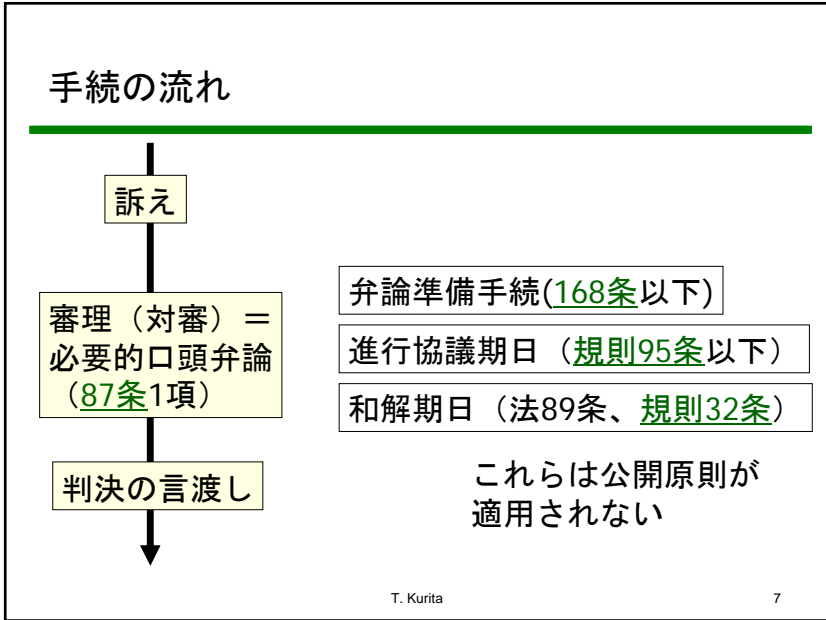 手続の流れ
訴え
審理（対審）＝
必要的口頭弁論
（87条1項）
判決の言渡し
弁論準備手続(168条以下)
進行協議期日（規則95条以下）
和解期日（法89条、規則32条）
これらは公開原則が
適用されない
T. Kurita
7